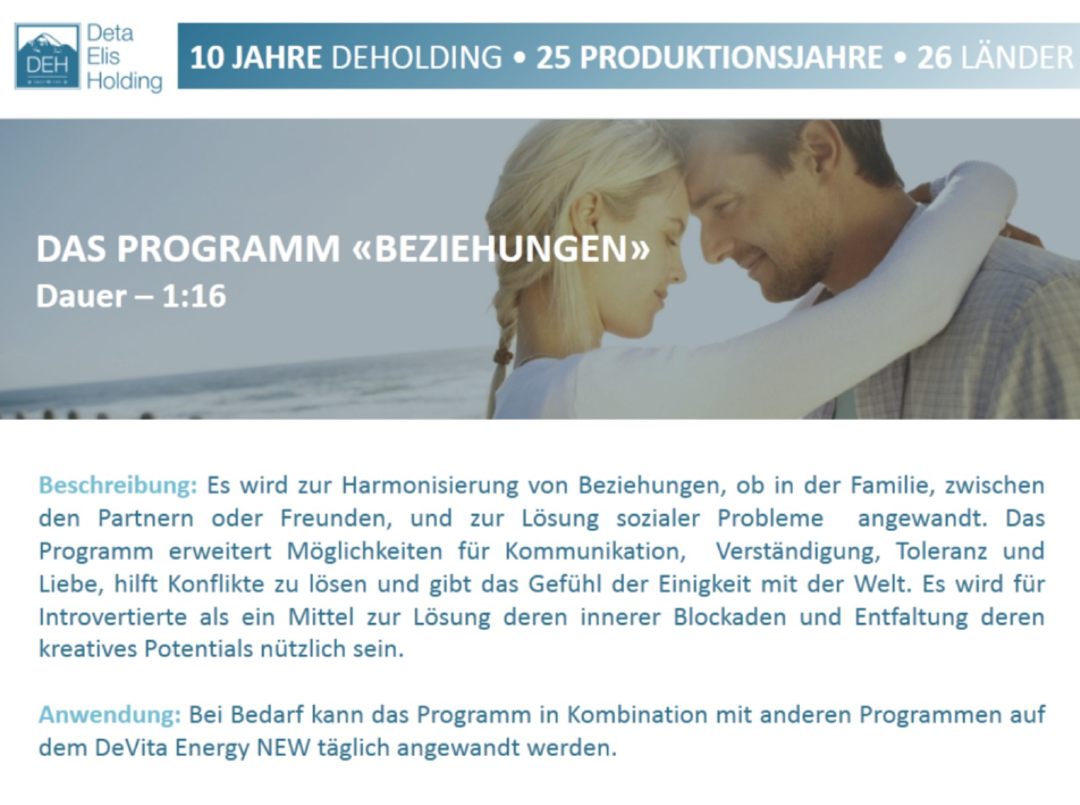 DEH
Deta
Elis
Holding
10 JAHRE DEHOLDING • 25 PRODUKTIONSJAHRE • 26 LÄNDER
DAS PROGRAMM «BEZIEHUNGEN»
Dauer – 1:16
Beschreibung: Es wird zur Harmonisierung von Beziehungen, ob in der Familie, zwischen
den Partnern oder Freunden, und zur Lösung sozialer Probleme angewandt. Das
Programm erweitert Möglichkeiten für Kommunikation, Verständigung, Toleranz und
Liebe, hilft Konflikte zu lösen und gibt das Gefühl der Einigkeit mit der Welt. Es wird für
Introvertierte als ein Mittel zur Lösung deren innerer Blockaden und Entfaltung deren
kreatives Potentials nützlich sein.
Anwendung: Bei Bedarf kann das Programm in Kombination mit anderen Programmen auf
dem DeVita Energy NEW täglich angewandt werden.